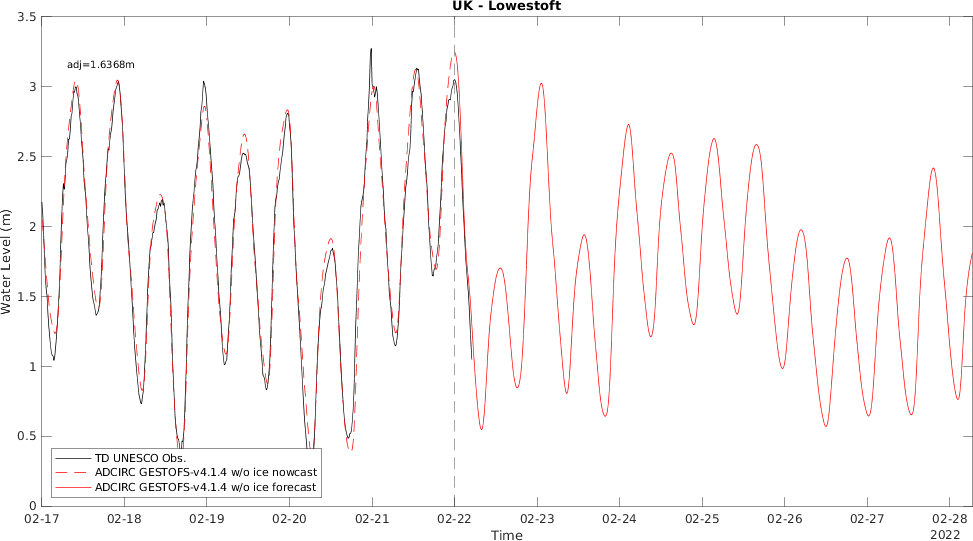 UK - Lowestoft
3.5
3
2.5
2
1.5
1
0.5
0
Water Level (m)
adj=1.6368m
TD UNESCO Obs.
ADCIRC GESTOFS-v4.1.4 w/o ice nowcast
ADCIRC GESTOFS-v4.1.4 w/o ice forecast
02-17 02-18 02-19 02-20 02-21 02-22 02-23 02-24 02-25 02-26 02-27 02-28
Time
2022